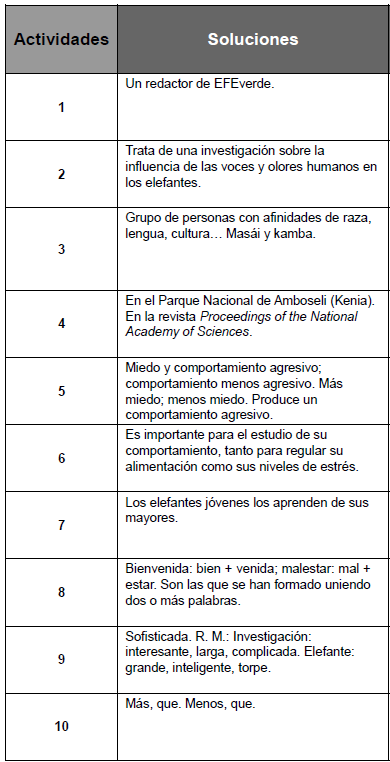 Actividades Soluciones
1 Un redactor de EFEverde.
2 Trata de una investigación sobre la
influencia de las voces y olores humanos en
los elefantes.
3 Grupo de personas con afinidades de raza,
lengua, cultura… Masái y kamba.
4 En el Parque Nacional de Amboseli (Kenia).
En la revista Proceedings of the National
Academy of Sciences.
5 Miedo y comportamiento agresivo;
comportamiento menos agresivo. Más
miedo; menos miedo. Produce un
comportamiento agresivo.
6 Es importante para el estudio de su
comportamiento, tanto para regular su
alimentación como sus niveles de estrés.
7 Los elefantes jóvenes los aprenden de sus
mayores.
8 Bienvenida: bien + venida; malestar: mal +
estar. Son las que se han formado uniendo
dos o más palabras.
9 Sofisticada. R. M.: Investigación:
interesante, larga, complicada. Elefante:
grande, inteligente, torpe.
10 Más, que. Menos, que.